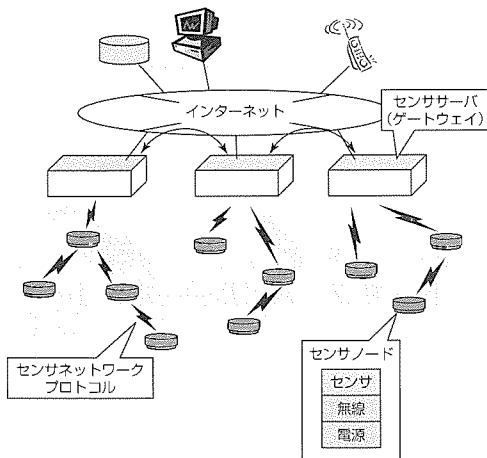 インターネット
センササーバ
(ゲートウェイ)
センサネットワーク
プロトコル
センサノード
センサ
無線
電源